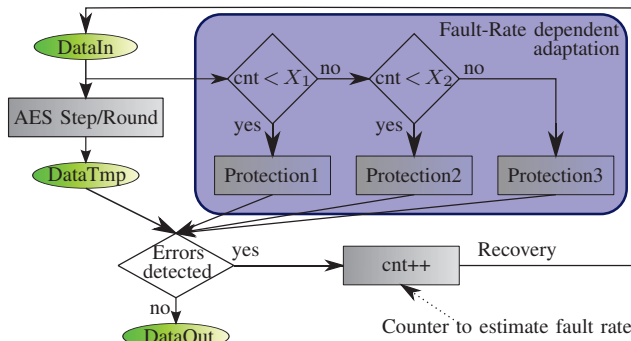 DataIn
Fault-Rate dependent
adaptation
cnt < X1
no
cnt < X2
no
AES Step/Round
yes
yes
DataTmp
Protection1
Protection2
Protection3
Errors
detected
yes
cnt++
Recovery
no
DataOut
Counter to estimate fault rate